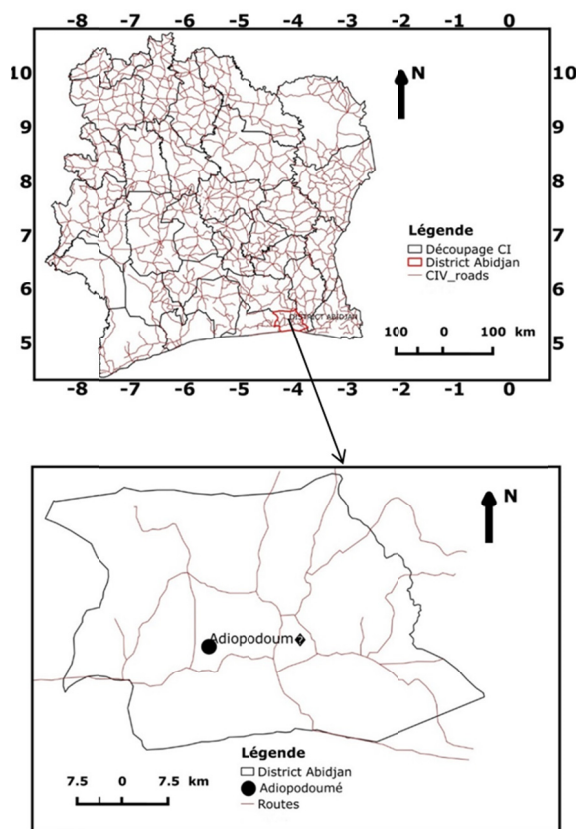 -8 -7 -6 -5 -4 -3 -2 -1 0
10 10
N
9 9
8 8
7 7
Légende
Découpage CI
District Abidjan
CIV_roads
6 6
DISTRICT ABIDJAN
100 0 100 km
5 5
-8 -7 -6 -5 -4 -3 -2 -1 0
N
Adiopodoum�
Légende
District Abidjan
Adiopodoumé
Routes
7.5 0 7.5 km